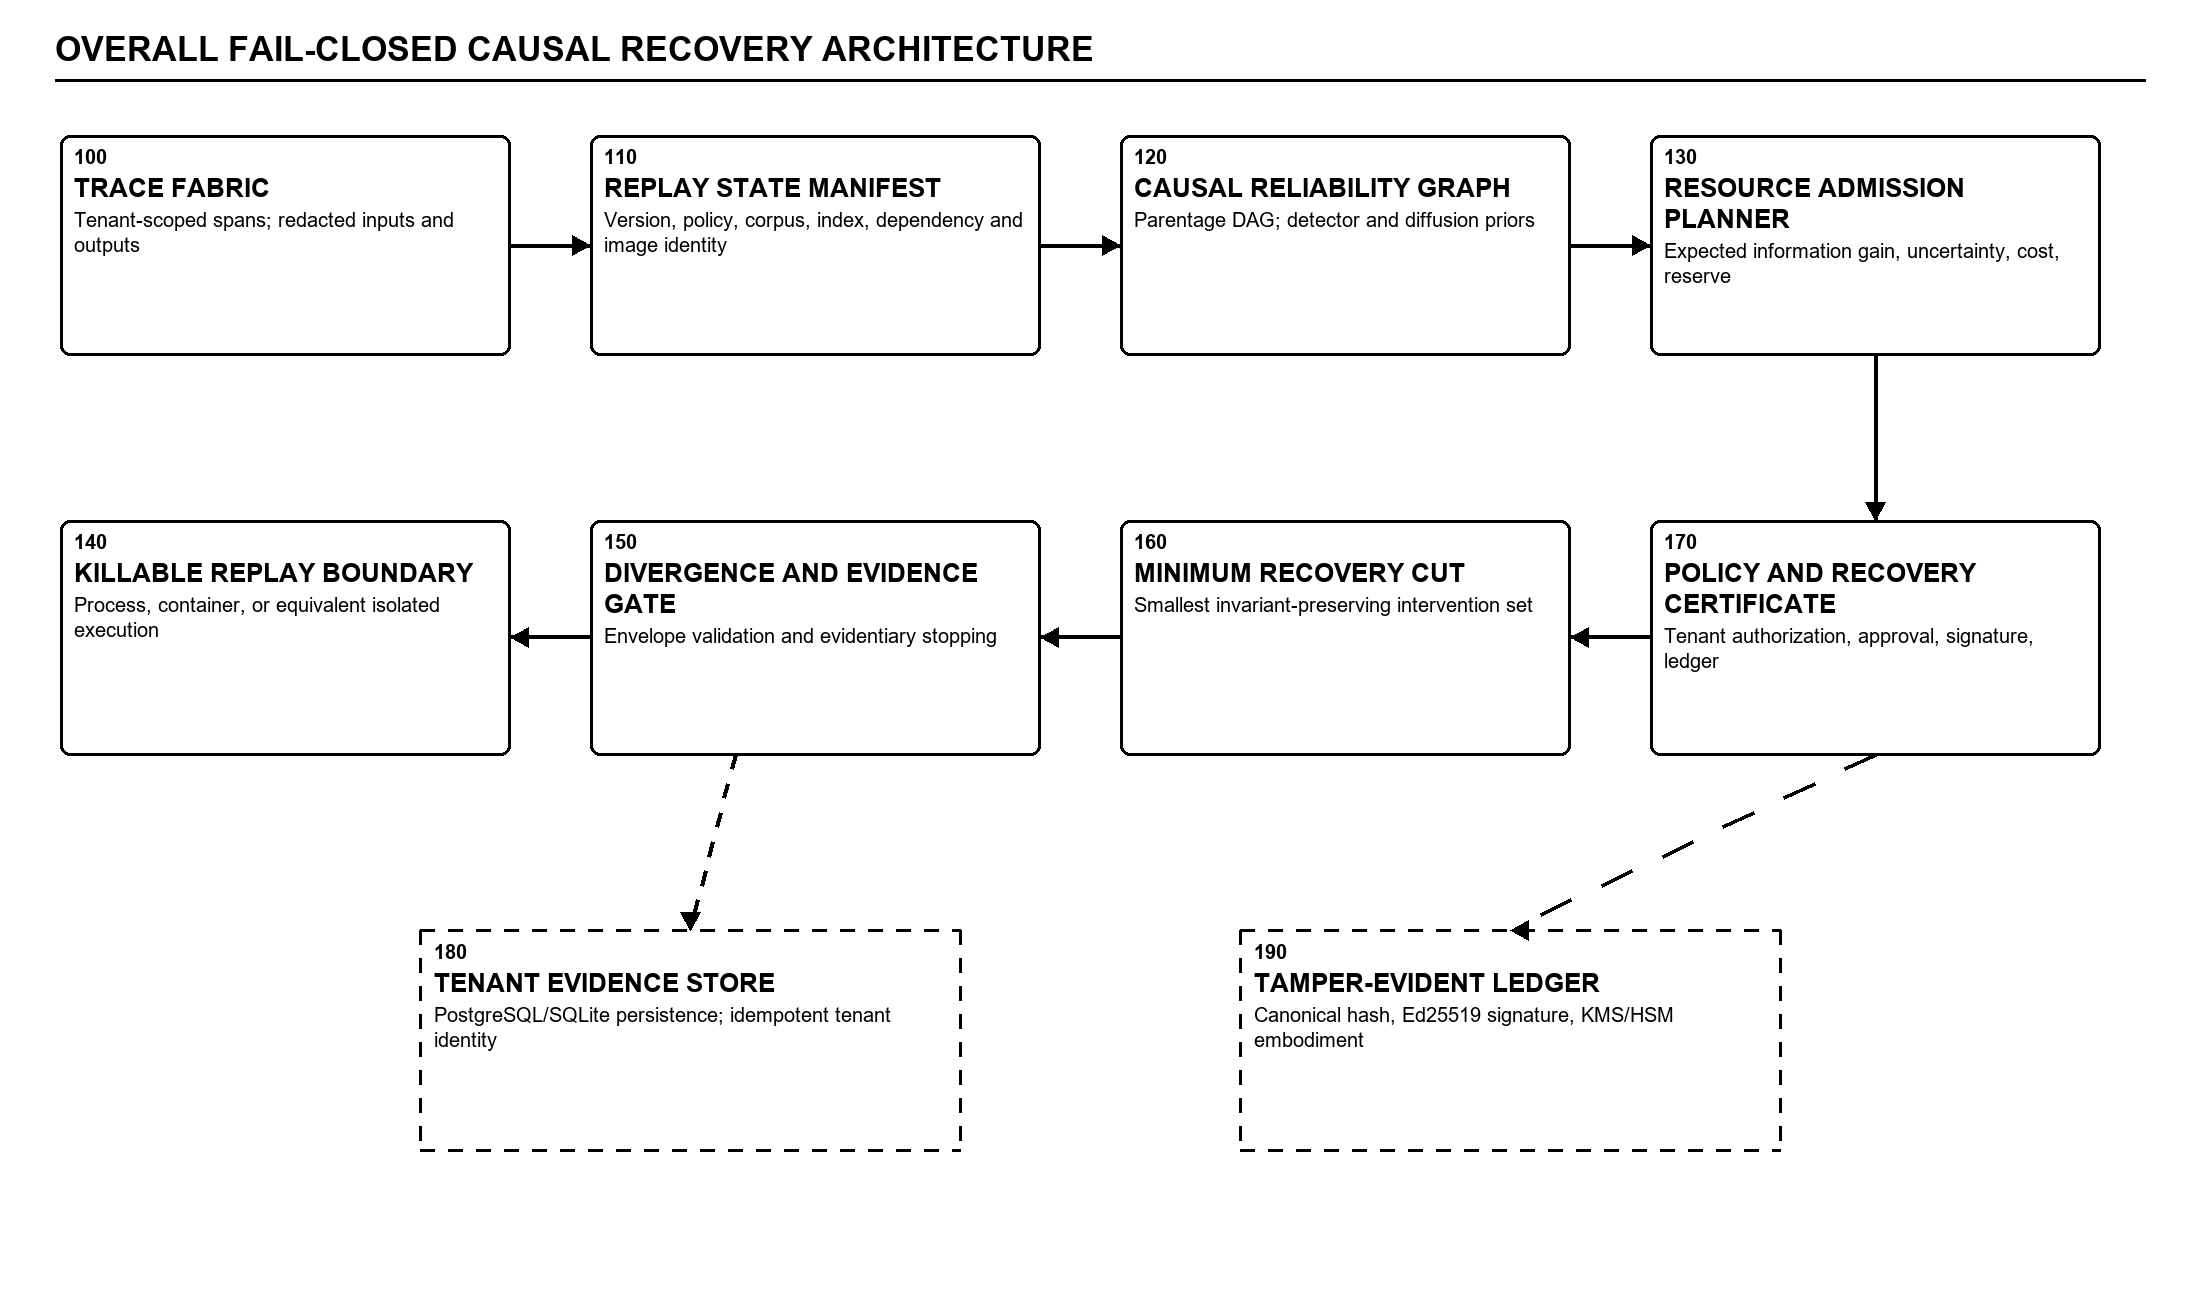 OVERALL FAIL-CLOSED CAUSAL RECOVERY ARCHITECTURE
100
TRACE FABRIC
Tenant-scoped spans; redacted inputs and
outputs
110
REPLAY STATE MANIFEST
Version, policy, corpus, index, dependency and
image identity
120
CAUSAL RELIABILITY GRAPH
Parentage DAG; detector and diffusion priors
130
RESOURCE ADMISSION
PLANNER
Expected information gain, uncertainty, cost,
reserve
140
KILLABLE REPLAY BOUNDARY
Process, container, or equivalent isolated
execution
150
DIVERGENCE AND EVIDENCE
GATE
Envelope validation and evidentiary stopping
160
MINIMUM RECOVERY CUT
Smallest invariant-preserving intervention set
170
POLICY AND RECOVERY
CERTIFICATE
Tenant authorization, approval, signature,
ledger
180
TENANT EVIDENCE STORE
PostgreSQL/SQLite persistence; idempotent tenant
identity
190
TAMPER-EVIDENT LEDGER
Canonical hash, Ed25519 signature, KMS/HSM
embodiment